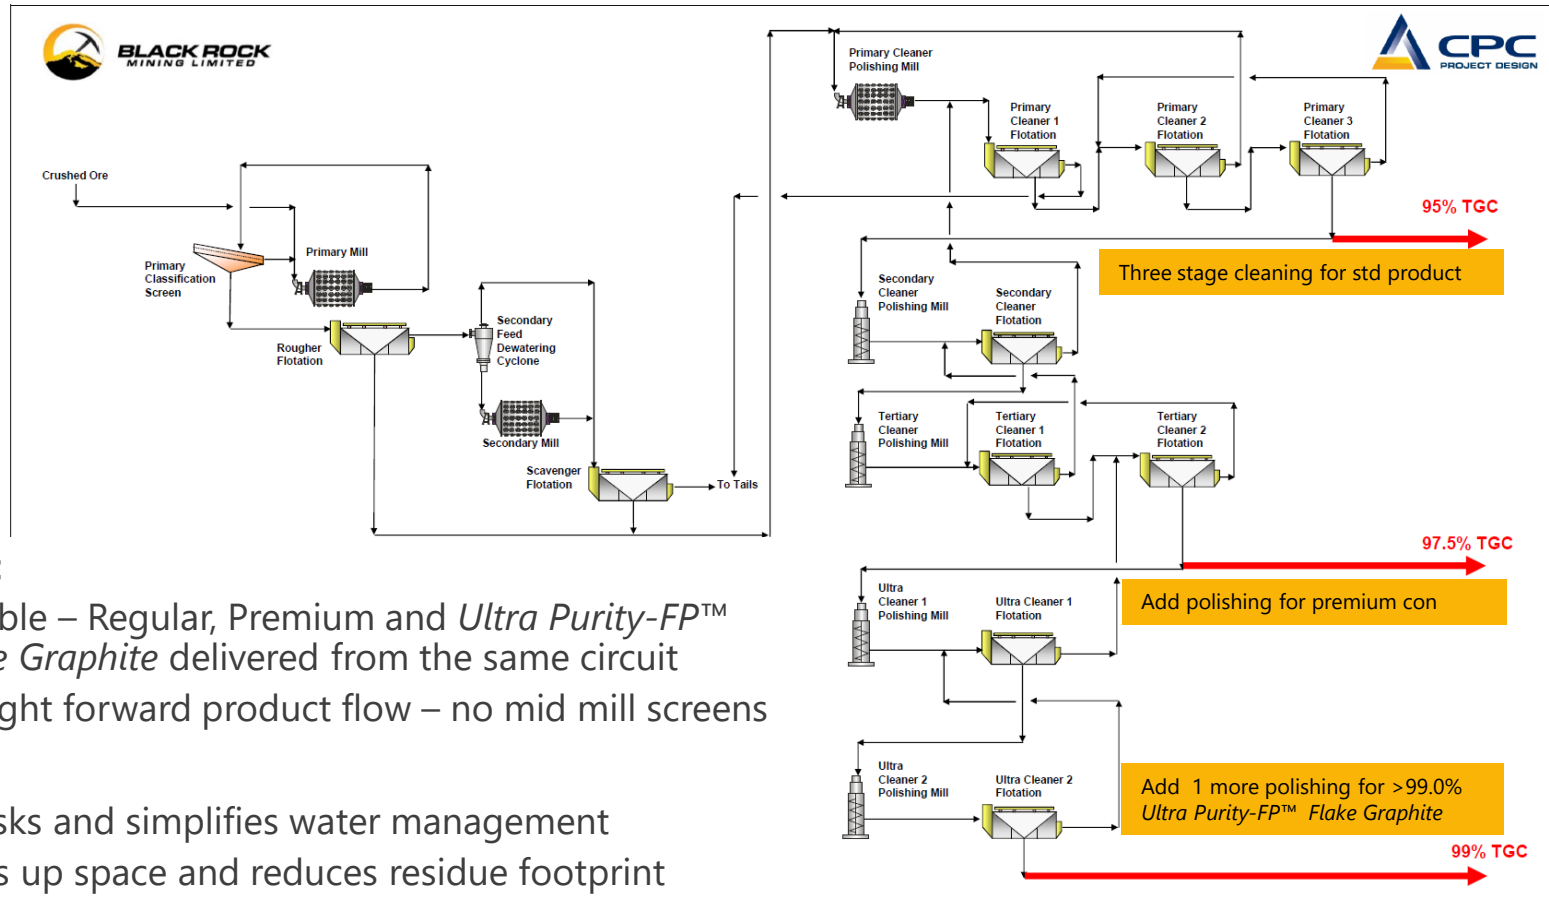 BLACK ROCK
MINING LIMITED
CPC
PROJECT DESIGN
Primary Cleaner
Polishing Mill
Primary
Cleaner 1
Flotation
Primary
Cleaner 2
Flotation
Primary
Cleaner 3
Flotation
Crushed Ore
95% TGC
Primary Mill
Primary
Classification
Screen
Three stage cleaning for std product
Secondary
Cleaner
Polishing Mill
Secondary
Cleaner
Flotation
Rougher
Flotation
Secondary
Feed
Dewatering
Cyclone
Secondary Mill
Tertiary
Cleaner
Polishing Mill
Tertiary
Cleaner 1
Flotation
Tertiary
Cleaner 2
Flotation
Scavenger
Flotation
To Tails
97.5% TGC
Ultra
Cleaner 1
Polishing Mill
Ultra Cleaner 1
Flotation
Add polishing for premium con
:
ble – Regular, Premium and Ultra Purity-FP™
e Graphite delivered from the same circuit
ght forward product flow – no mid mill screens
Ultra
Cleaner 2
Polishing Mill
Ultra Cleaner 2
Flotation
Add 1 more polishing for >99.0%
Ultra Purity-FP™ Flake Graphite
sks and simplifies water management
s up space and reduces residue footprint
99% TGC